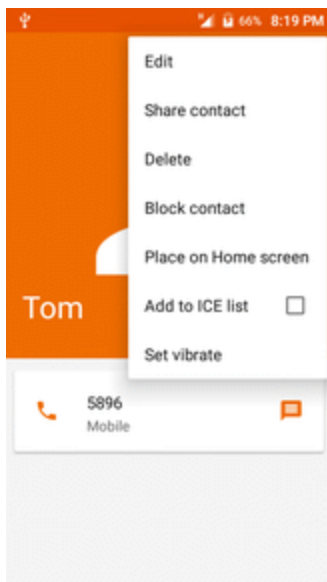 66% 8:19 PM
Edit
Share contact
Delete
Block contact
Place on Home screen
Tom
Add to ICE list
Set vibrate
5896
Mobile